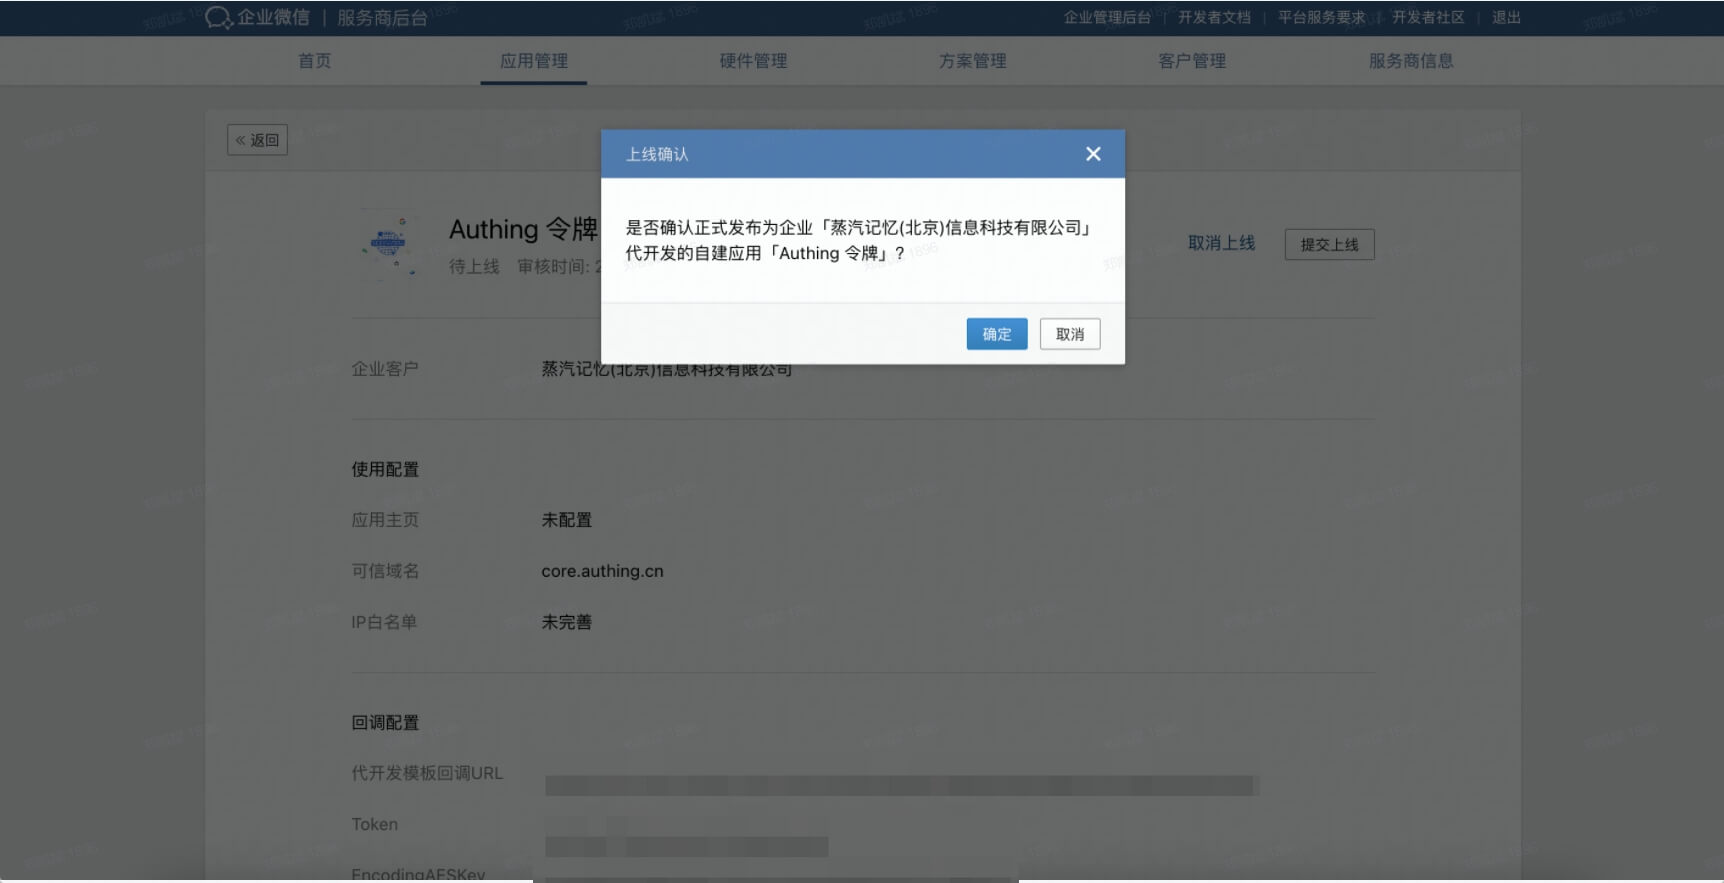 企业微信 | 服务商后台
企业管理后台 | 开发者文档 | 平台服务要求 | 开发者社区 | 退出
首页 应用管理 硬件管理 方案管理 客户管理 服务商信息
« 返回
上线确认
是否确认正式发布为企业「蒸汽记忆(北京)信息科技有限公司」
代开发的自建应用「Authing 令牌」?
确定 取消
Authing 令牌
待上线 审核时间: 2
取消上线 提交上线
企业客户 蒸汽记忆(北京)信息科技有限公司
使用配置
应用主页 未配置
可信域名 core.authing.cn
IP白名单 未完善
回调配置
代开发模板回调URL
Token
EncodingAESKey